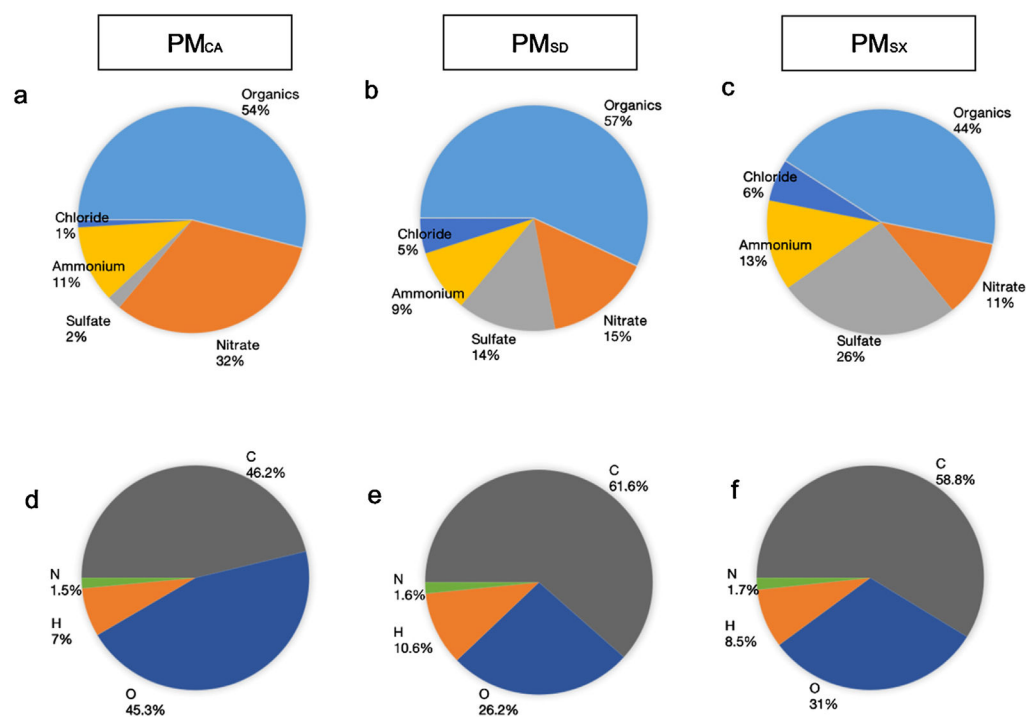 PMCA
PMSD
PMSX
a
Organics
54%
Chloride
1%
Ammonium
11%
Sulfate
2%
Nitrate
32%
b
Organics
57%
Chloride
5%
Ammonium
9%
Sulfate
14%
Nitrate
15%
c
Organics
44%
Chloride
6%
Ammonium
13%
Sulfate
26%
Nitrate
11%
d
C
46.2%
N
1.5%
H
7%
O
45.3%
e
C
61.6%
N
1.6%
H
10.6%
O
26.2%
f
C
58.8%
N
1.7%
H
8.5%
O
31%